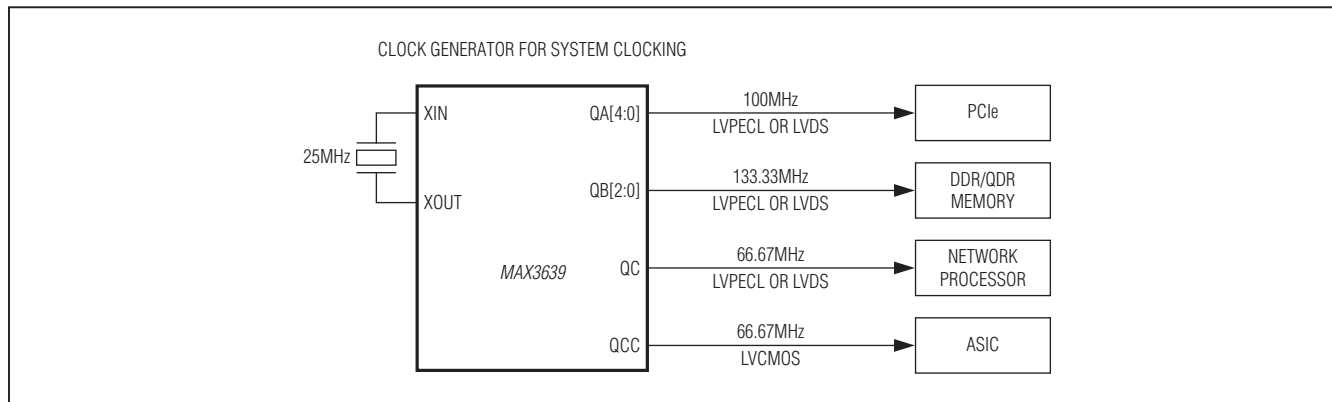 CLOCK GENERATOR FOR SYSTEM CLOCKING
XIN
25MHz
XOUT
MAX3639
QA[4:0]
100MHz
LVPECL OR LVDS
PCIe
QB[2:0]
133.33MHz
LVPECL OR LVDS
DDR/QDR
MEMORY
QC
66.67MHz
LVPECL OR LVDS
NETWORK
PROCESSOR
QCC
66.67MHz
LVCMOS
ASIC